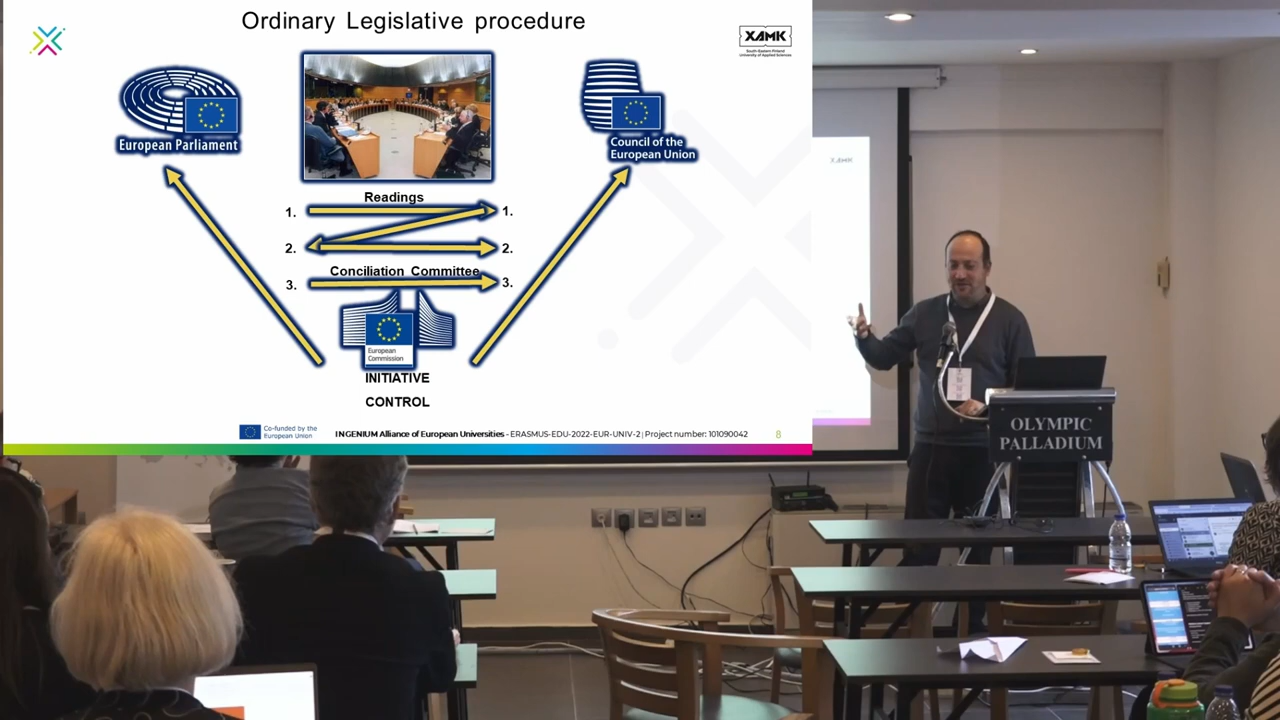 Ordinary Legislative procedure
XAMK
South-Eastern Finland
University of Applied Sciences
European Parliament
Council of the
European Union
Readings
1.
1.
2.
2.
Conciliation Committee
3.
3.
European
Commission
INITIATIVE
CONTROL
Co-funded by the
European Union
INGENIUM Alliance of European Universities - ERASMUS-EDU-2022-EUR-UNIV-2 | Project number: 101090042
8
XAMK
OLYMPIC
PALLADIUM